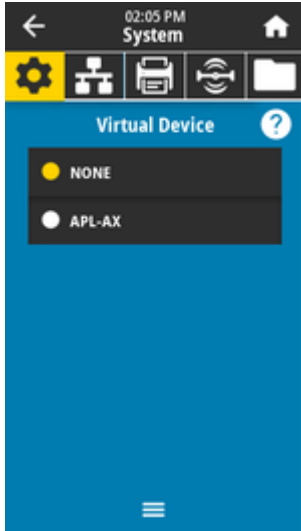 02:05 PM
System
Virtual Device
?
NONE
APL-AX